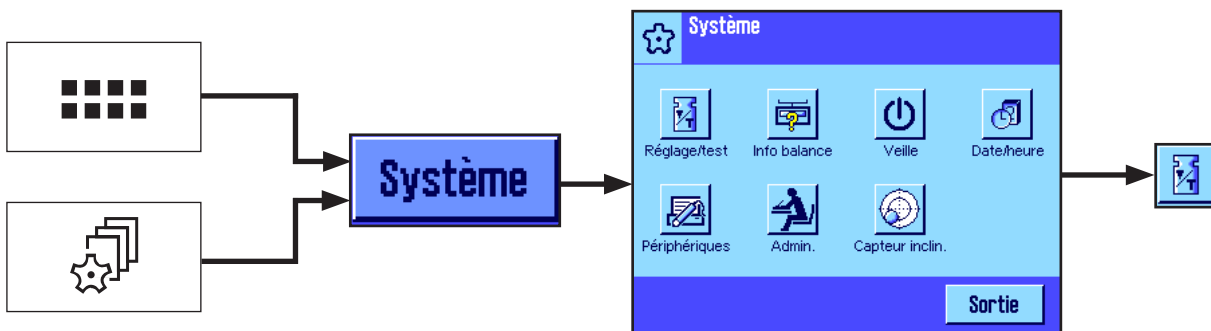 Système
Système
Réglage/test
Info balance
Veille
Date/heure
Périphériques
Admin.
Capteur inclin.
Sortie